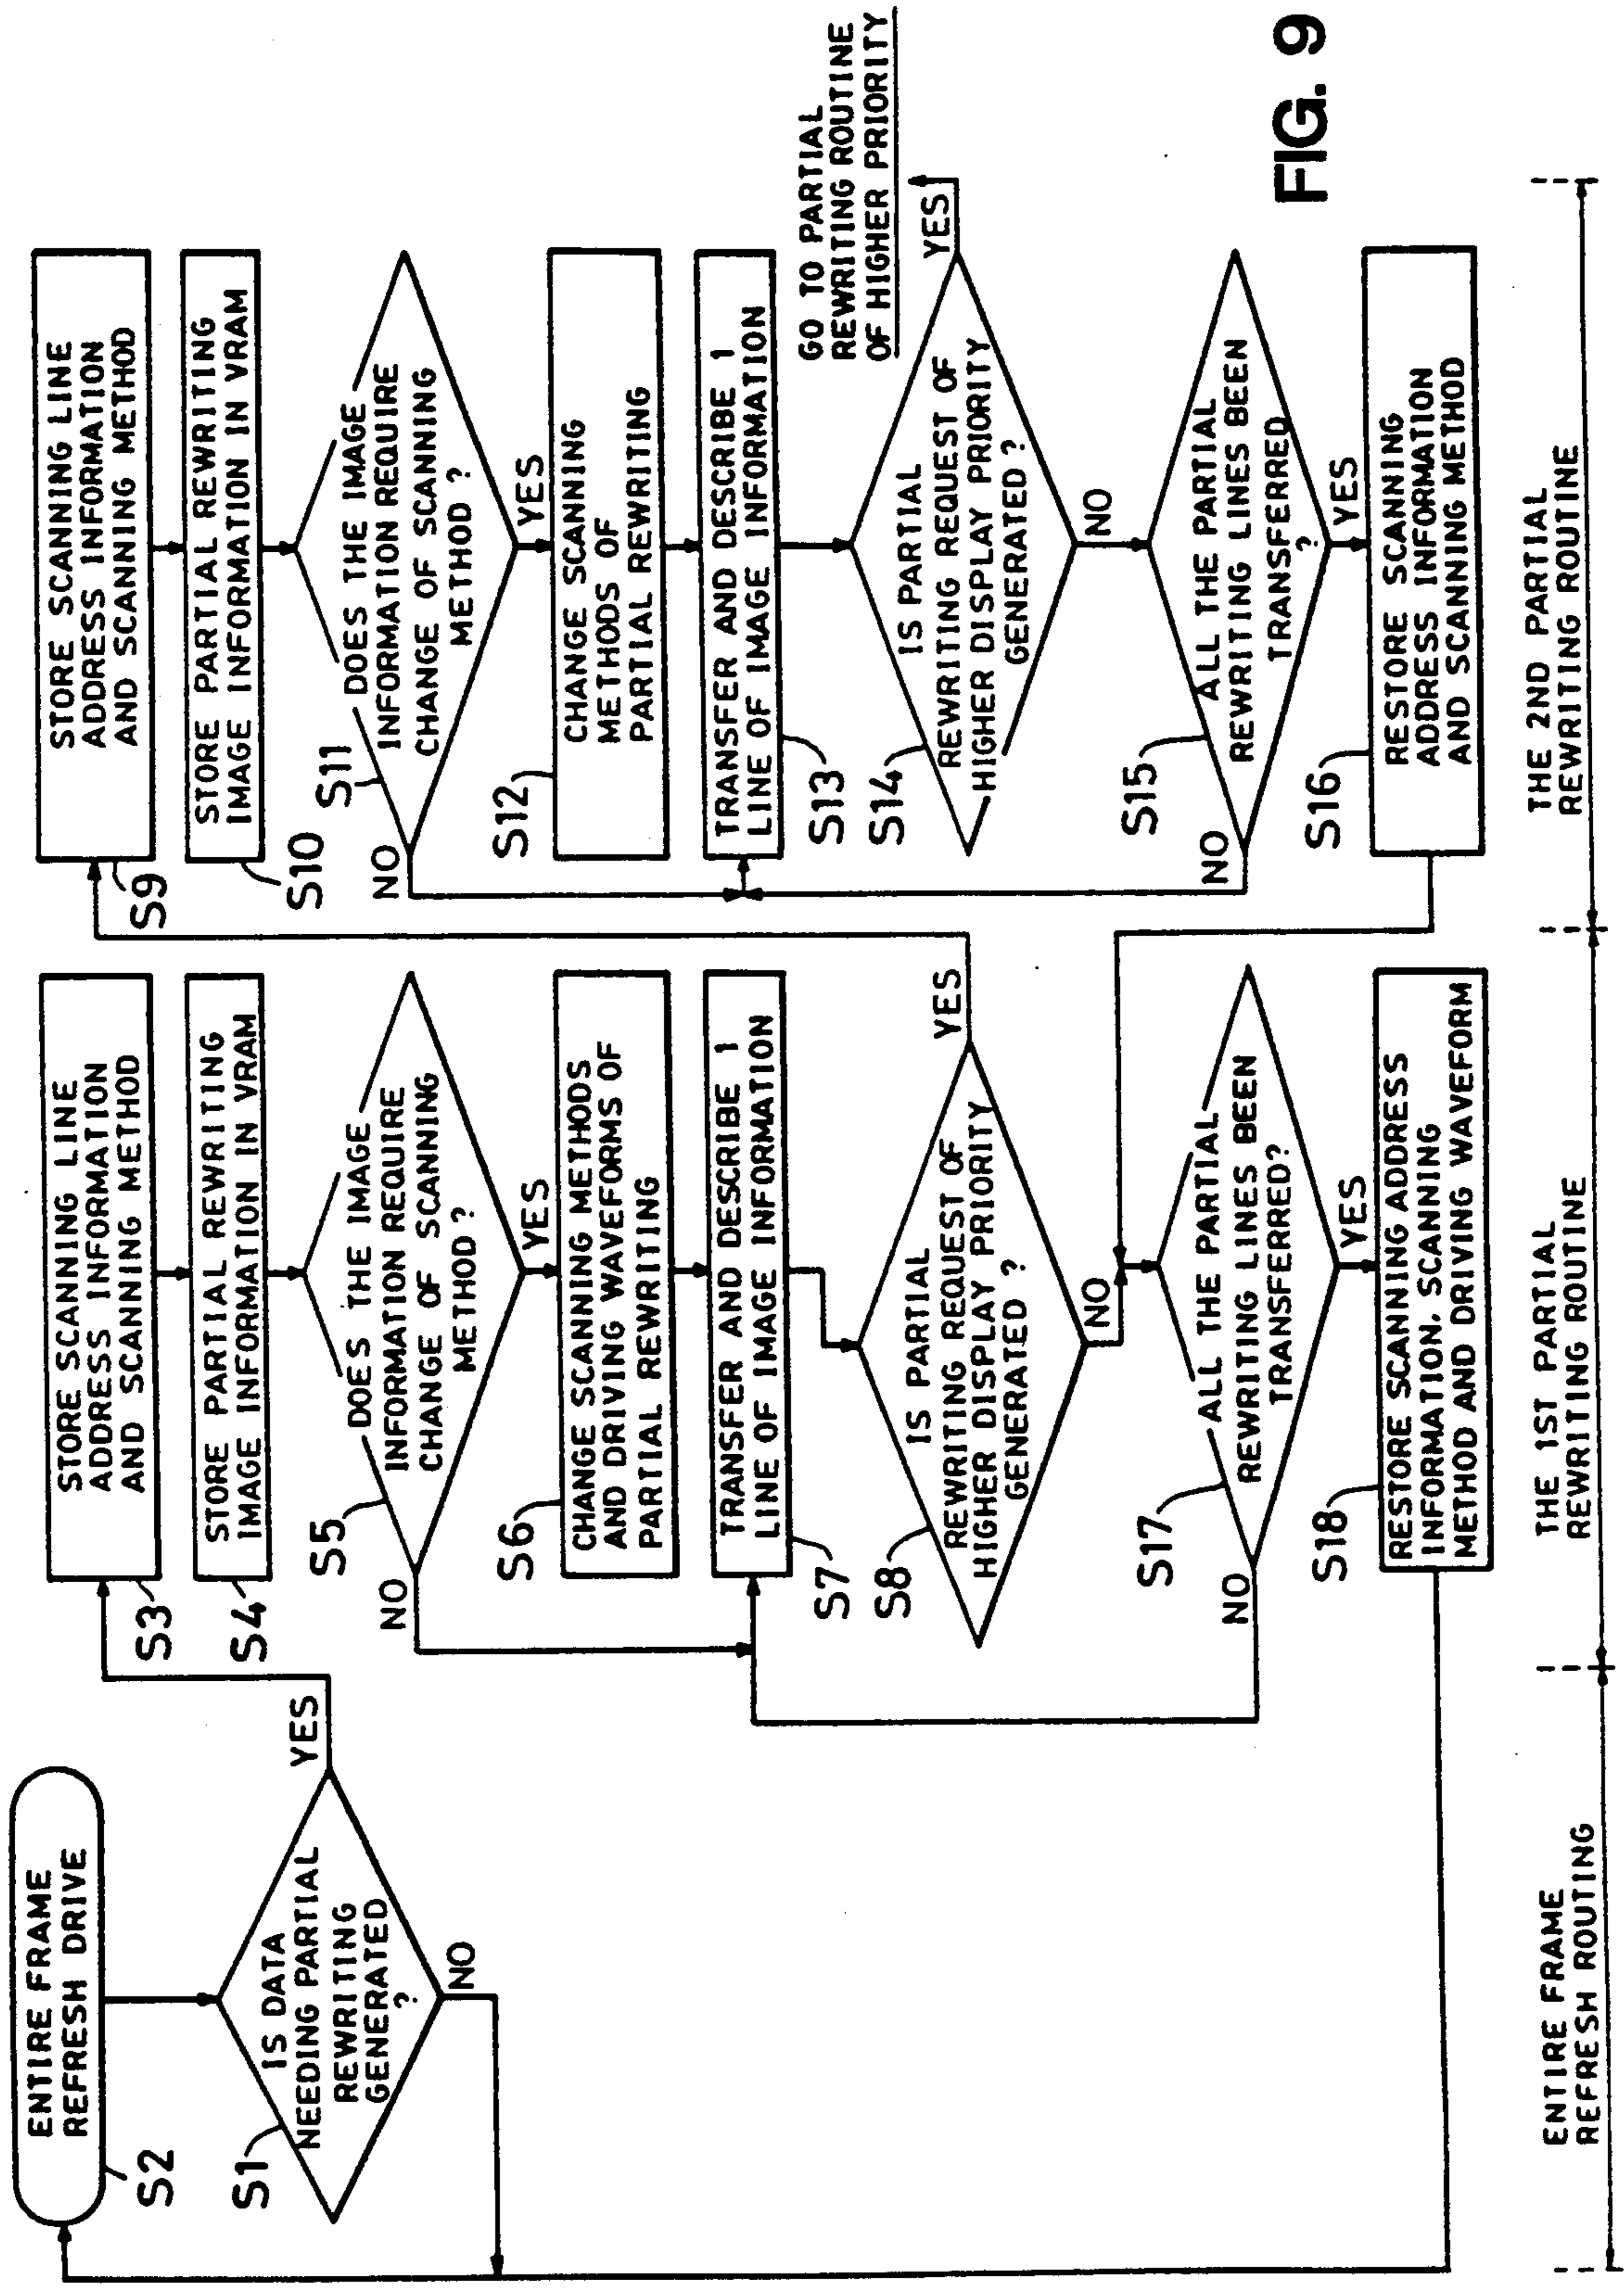 ENTIRE FRAME
REFRESH DRIVE
S2
IS DATA
NEEDING PARTIAL
REWRITING
GENERATED
?
S1
YES
NO
STORE SCANNING LINE
ADDRESS INFORMATION
AND SCANNING METHOD
S3
STORE PARTIAL REWRITING
IMAGE INFORMATION IN VRAM
S4
DOES THE IMAGE
INFORMATION REQUIRE
CHANGE OF SCANNING
METHOD ?
S5
NO
YES
CHANGE SCANNING METHODS
AND DRIVING WAVEFORMS OF
PARTIAL REWRITING
S6
TRANSFER AND DESCRIBE 1
LINE OF IMAGE INFORMATION
S7
IS PARTIAL
REWRITING REQUEST OF
HIGHER DISPLAY PRIORITY
GENERATED ?
S8
YES
NO
ALL THE PARTIAL
REWRITING LINES BEEN
TRANSFERRED?
S17
NO
YES
RESTORE SCANNING ADDRESS
INFORMATION, SCANNING
METHOD AND DRIVING WAVEFORM
S18
STORE SCANNING LINE
ADDRESS INFORMATION
AND SCANNING METHOD
S9
STORE PARTIAL REWRITING
IMAGE INFORMATION IN VRAM
S10
DOES THE IMAGE
INFORMATION REQUIRE
CHANGE OF SCANNING
METHOD ?
S11
NO
YES
CHANGE SCANNING
METHODS OF
PARTIAL REWRITING
S12
TRANSFER AND DESCRIBE 1
LINE OF IMAGE INFORMATION
S13
IS PARTIAL
REWRITING REQUEST OF
HIGHER DISPLAY PRIORITY
GENERATED ?
S14
YES
GO TO PARTIAL
REWRITING ROUTINE
OF HIGHER PRIORITY
NO
ALL THE PARTIAL
REWRITING LINES BEEN
TRANSFERRED
?
S15
NO
YES
RESTORE SCANNING
ADDRESS INFORMATION
AND SCANNING METHOD
S16
ENTIRE FRAME
REFRESH ROUTING
THE 1ST PARTIAL
REWRITING ROUTINE
THE 2ND PARTIAL
REWRITING ROUTINE
FIG. 9